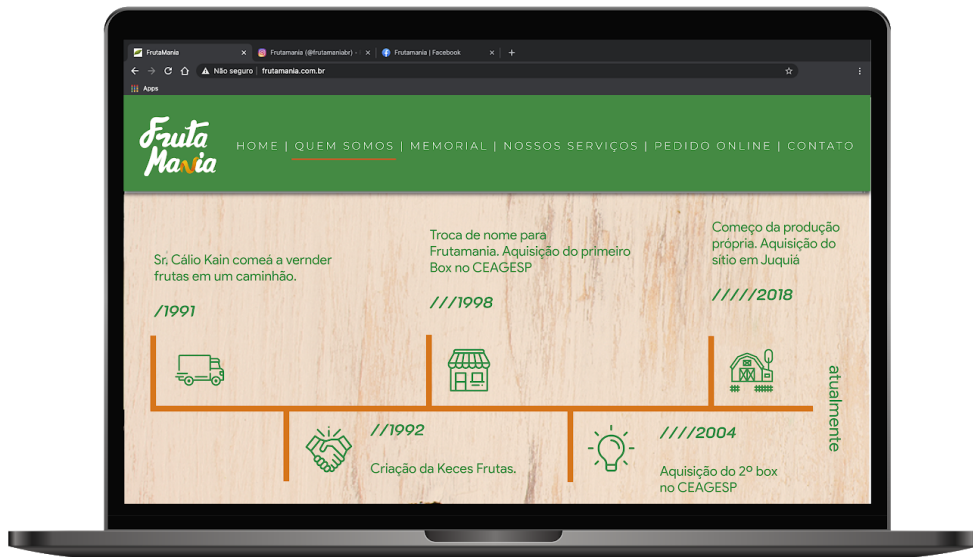 FrutaMania
Frutamania (@frutamaniabr) -
Frutamania | Facebook
Não seguro | frutamania.com.br
Apps
Fruta
Mania
HOME | QUEM SOMOS | MEMORIAL | NOSSOS SERVIÇOS | PEDIDO ONLINE | CONTATO
Sr, Cálio Kain comeá a vernder
frutas em um caminhão.
/1991
Troca de nome para
Frutamania. Aquisição do primeiro
Box no CEAGESP
///1998
Começo da produção
própria. Aquisição do
sítio em Juquiá
/////2018
//1992
Criação da Keces Frutas.
////2004
Aquisição do 2º box
no CEAGESP
atualmente